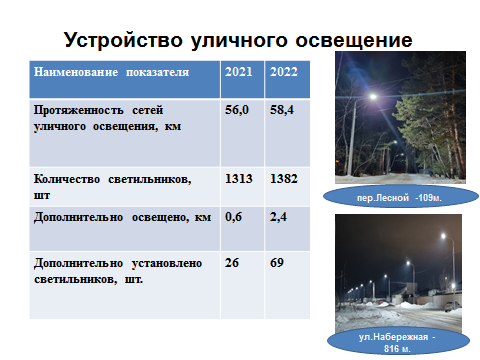 Устройство уличного освещение
Наименование показателя 2021 2022
Протяженность сетей 56,0 58,4
уличного освещения, км
Количество светильников, 1313 1382
шт
Дополнительно освещено, км 0,6 2,4
Дополнительно установлено 26 69
светильников, шт.
пер.Лесной -109м.
ул.Набережная -
816 м.